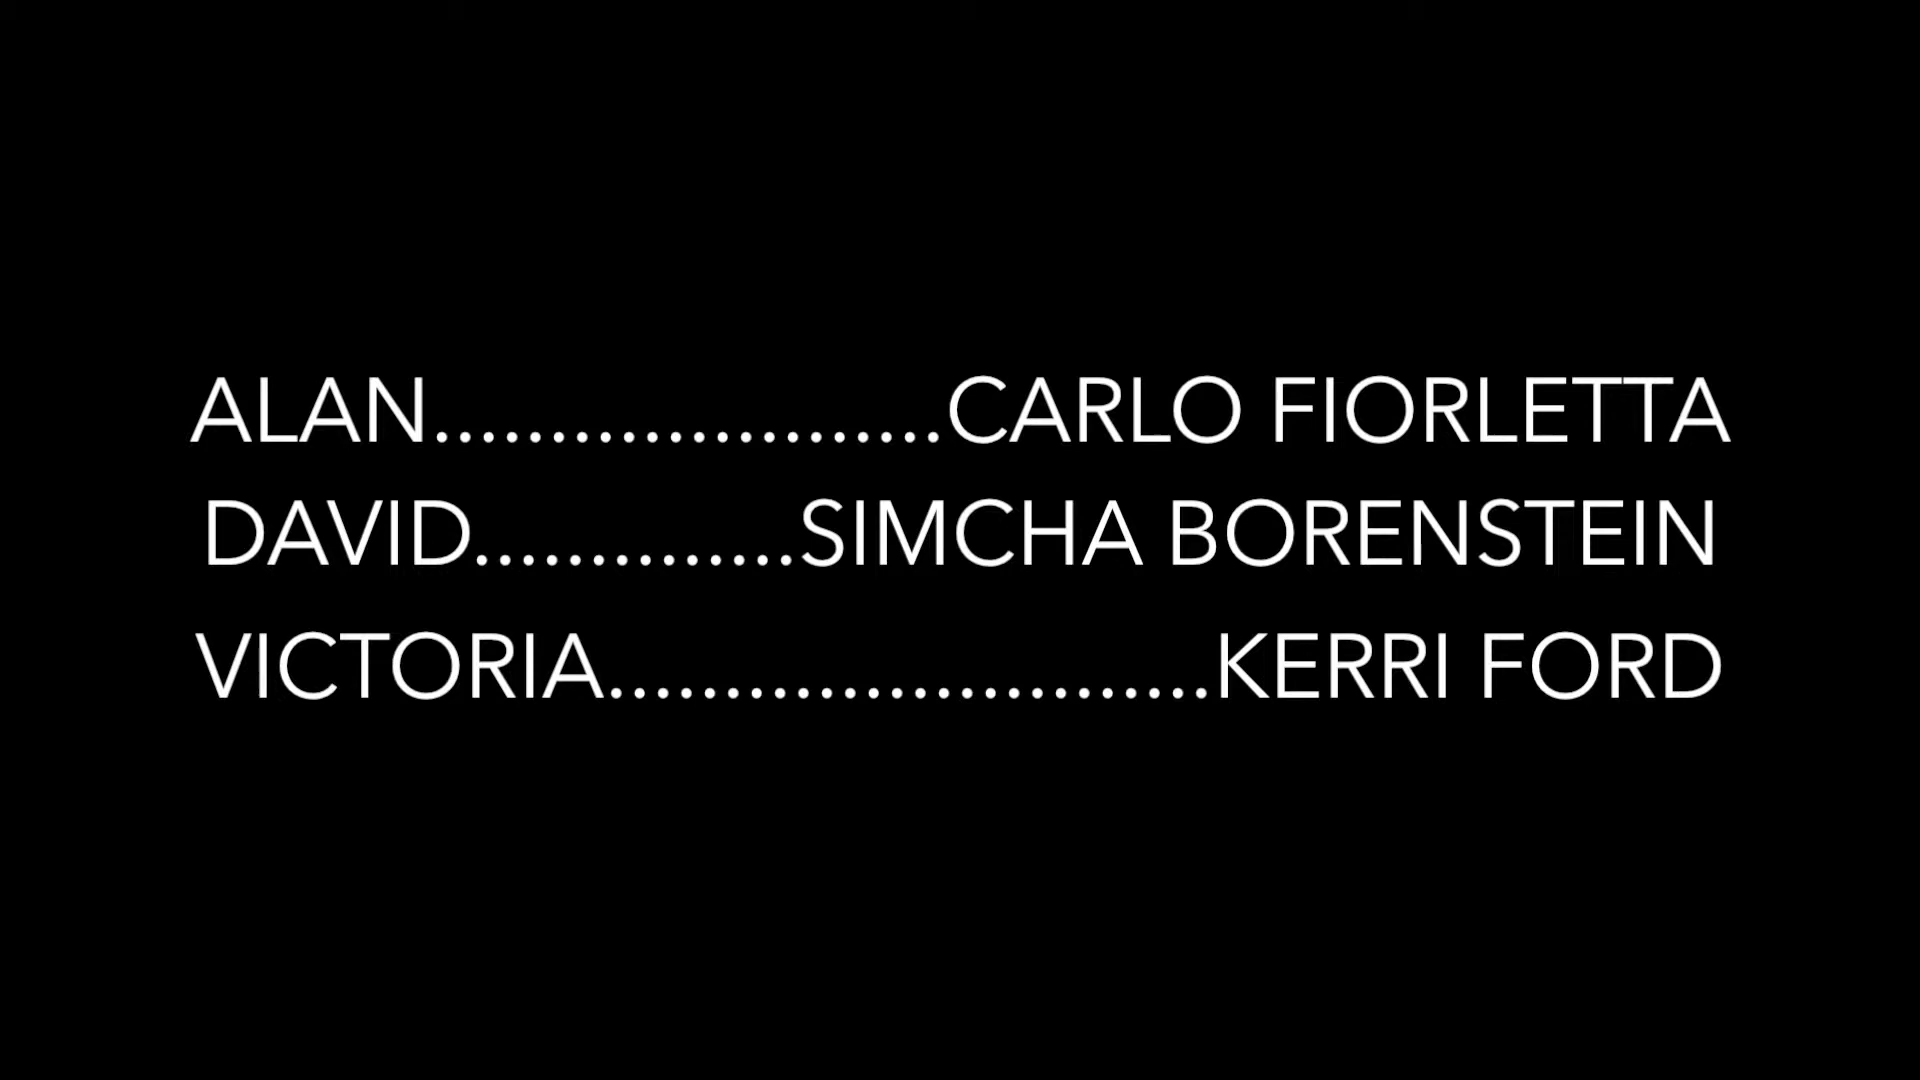 ALAN......................CARLO FIORLETTA
DAVID..............SIMCHA BORENSTEIN
VICTORIA..........................KERRI FORD